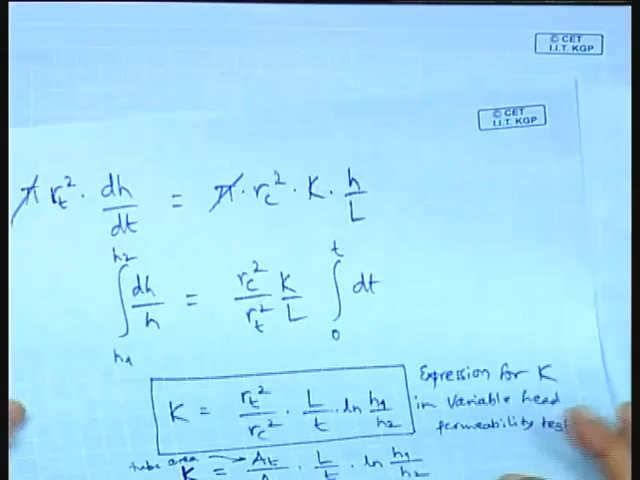 © CET
I.I.T. KGP
© CET
I.I.T. KGP
π r_t² · dh/dt = π · r_c² · K · h/L
∫_{h₁}^{h₂} dh/h = r_c²/r_t² K/L ∫_0^t dt
K = r_t²/r_c² · L/t · ln h₁/h₂
Expression for K
in Variable head
permeability test
tube area → K = A_t/ · L/t · ln h₁/h₂